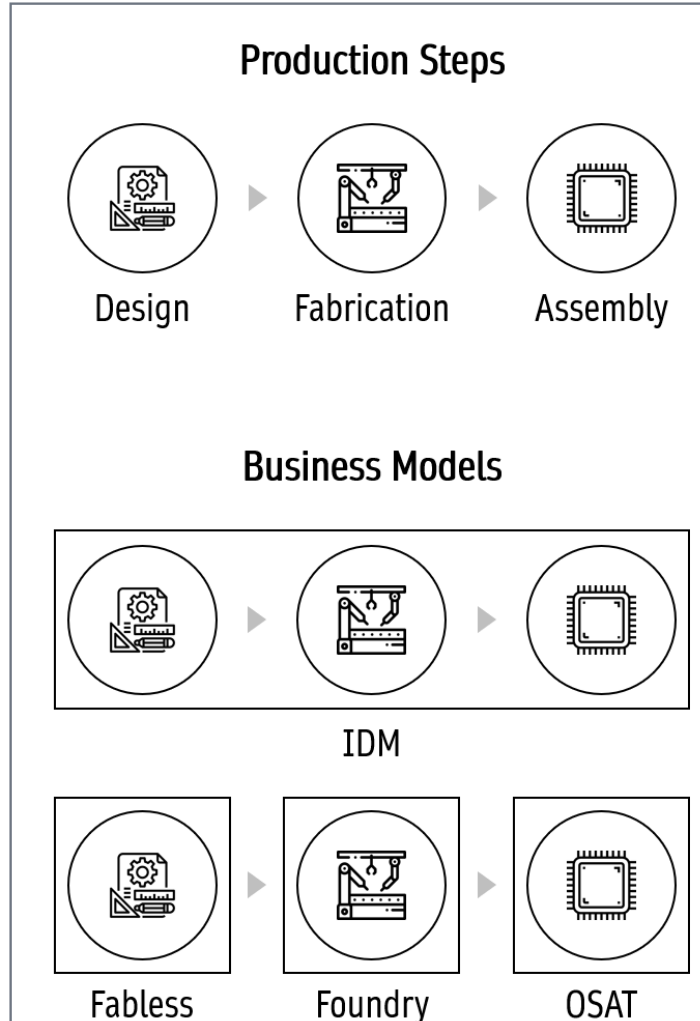 Production Steps
Design
Fabrication
Assembly
Business Models
IDM
Fabless
Foundry
OSAT